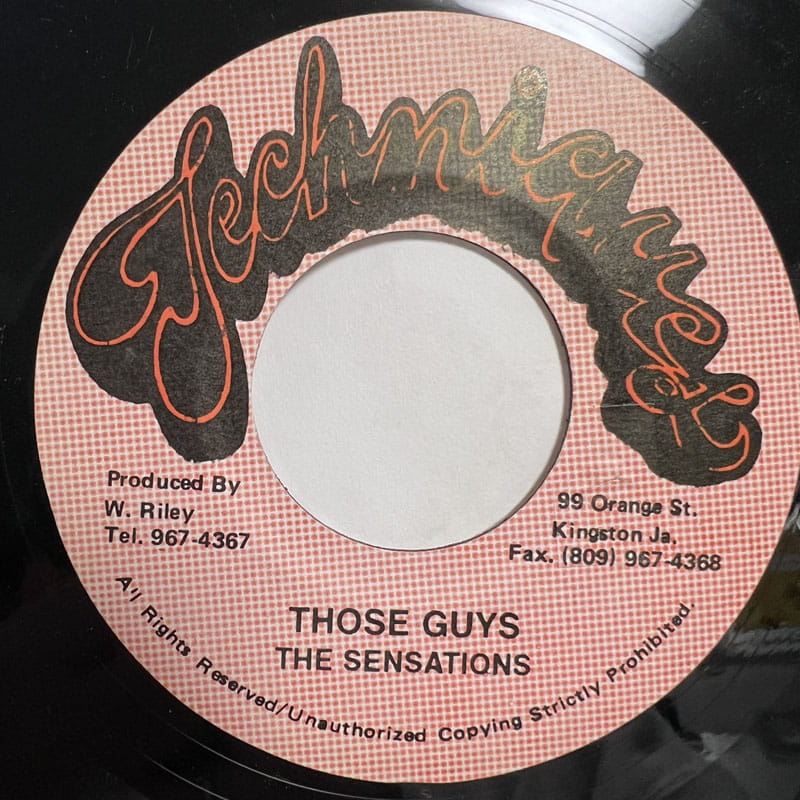 Techniques
Produced By
W. Riley
Tel. 967-4367
99 Orange St.
Kingston Ja.
Fax. (809) 967-4368
THOSE GUYS
THE SENSATIONS
All Rights Reserved/Unauthorized Copying Strictly Prohibited.